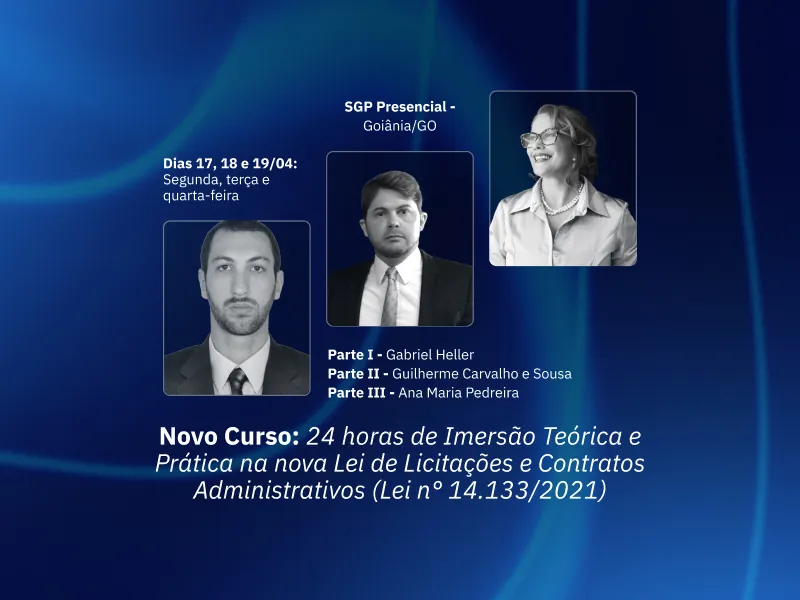 SGP Presencial -
Goiânia/GO
Dias 17, 18 e 19/04:
Segunda, terça e
quarta-feira
Parte I - Gabriel Heller
Parte II - Guilherme Carvalho e Sousa
Parte III - Ana Maria Pedreira
Novo Curso: 24 horas de Imersão Teórica e
Prática na nova Lei de Licitações e Contratos
Administrativos (Lei nº 14.133/2021)